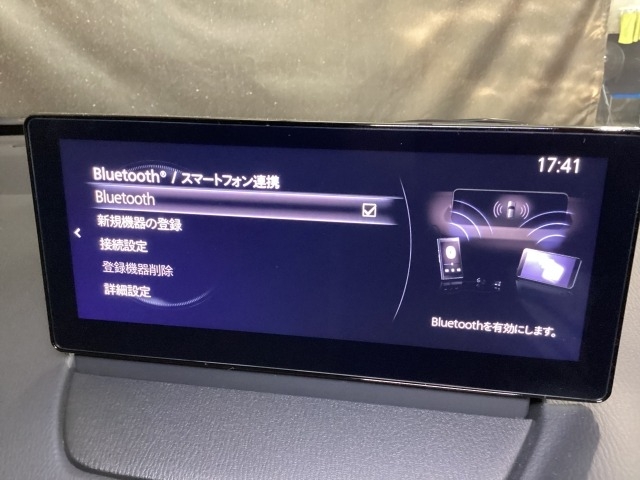 17:41
Bluetooth® / スマートフォン連携
Bluetooth
新規機器の登録
接続設定
登録機器削除
詳細設定
Bluetoothを有効にします。